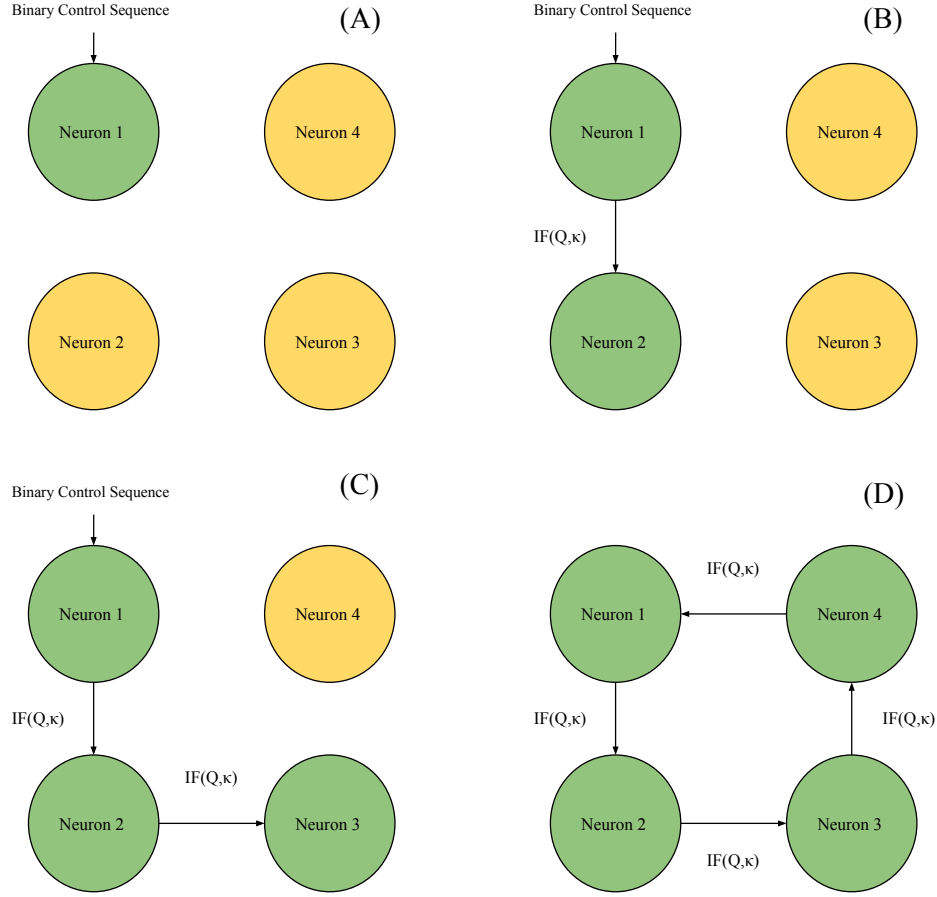 Binary Control Sequence
(A)
Neuron 1
Neuron 4
Neuron 2
Neuron 3
Binary Control Sequence
(B)
Neuron 1
Neuron 4
IF(Q,κ)
Neuron 2
Neuron 3
Binary Control Sequence
(C)
Neuron 1
Neuron 4
IF(Q,κ)
IF(Q,κ)
Neuron 2
Neuron 3
(D)
IF(Q,κ)
Neuron 1
Neuron 4
IF(Q,κ)
IF(Q,κ)
Neuron 2
Neuron 3
IF(Q,κ)